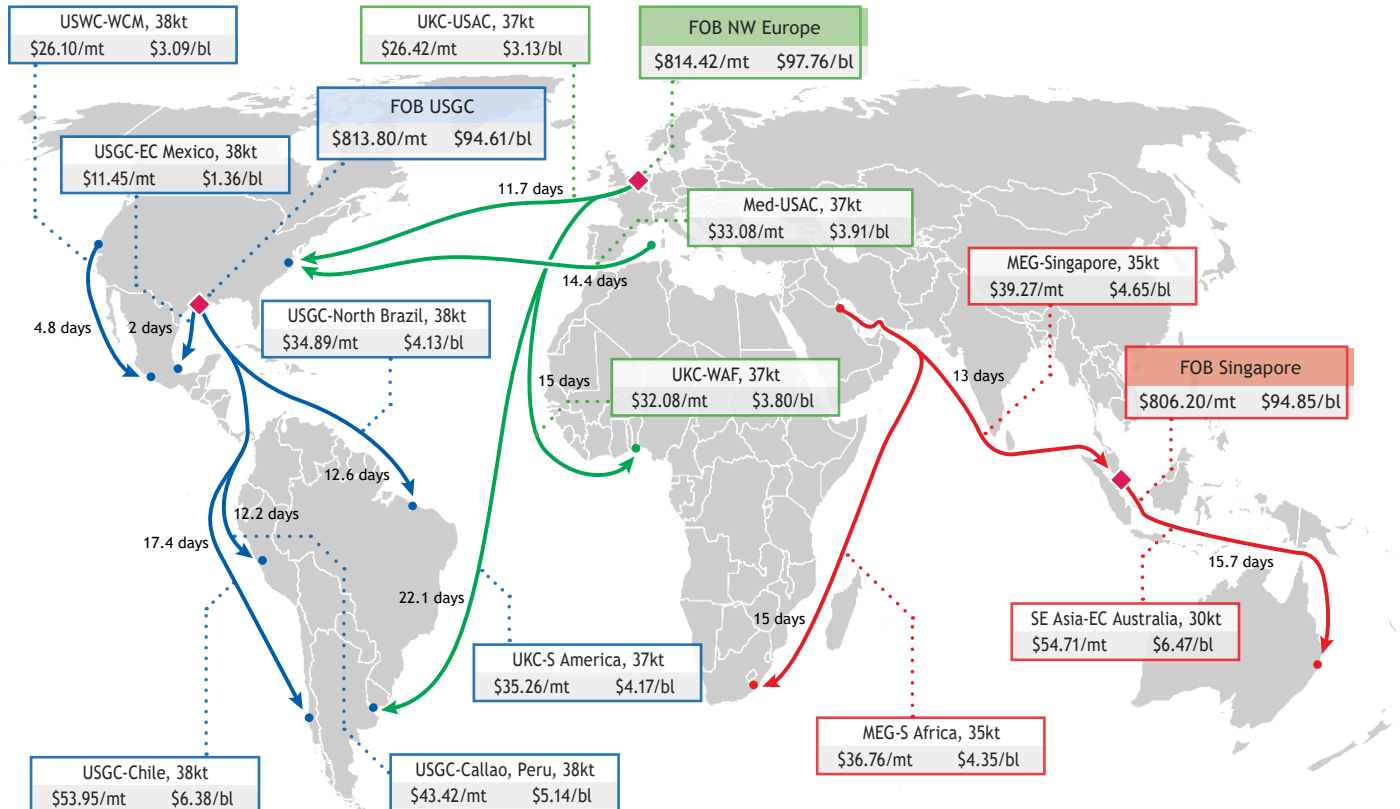 USWC-WCM, 38kt
$26.10/mt $3.09/bl
UKC-USAC, 37kt
$26.42/mt $3.13/bl
FOB NW Europe
$814.42/mt $97.76/bl
FOB USGC
$813.80/mt $94.61/bl
USGC-EC Mexico, 38kt
$11.45/mt $1.36/bl
11.7 days
Med-USAC, 37kt
$33.08/mt $3.91/bl
14.4 days
MEG-Singapore, 35kt
$39.27/mt $4.65/bl
4.8 days
2 days
USGC-North Brazil, 38kt
$34.89/mt $4.13/bl
15 days
UKC-WAF, 37kt
$32.08/mt $3.80/bl
13 days
FOB Singapore
$806.20/mt $94.85/bl
12.6 days
12.2 days
17.4 days
22.1 days
15 days
15.7 days
SE Asia-EC Australia, 30kt
$54.71/mt $6.47/bl
UKC-S America, 37kt
$35.26/mt $4.17/bl
MEG-S Africa, 35kt
$36.76/mt $4.35/bl
USGC-Chile, 38kt
$53.95/mt $6.38/bl
USGC-Callao, Peru, 38kt
$43.42/mt $5.14/bl